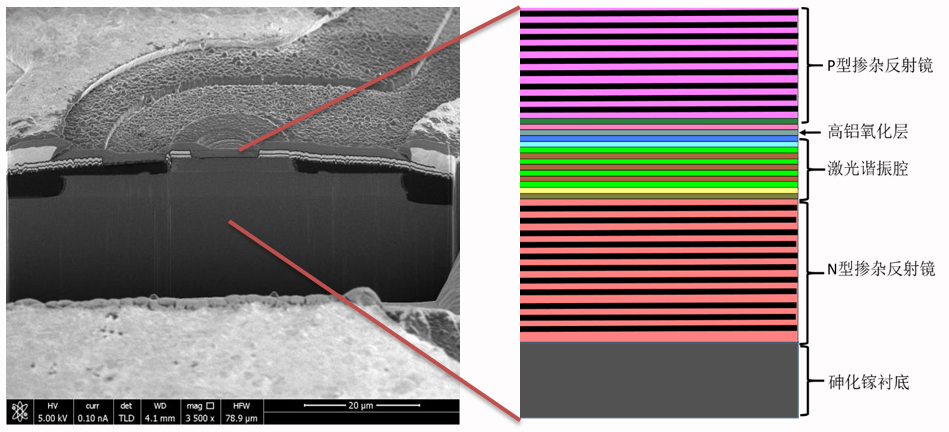 P型掺杂反射镜
高铝氧化层
激光谐振腔
N型掺杂反射镜
砷化镓衬底
HV curr det WD mag HFW
5.00 kV 0.10 nA TLD 4.1 mm 3 500 x 78.9 µm
20 µm